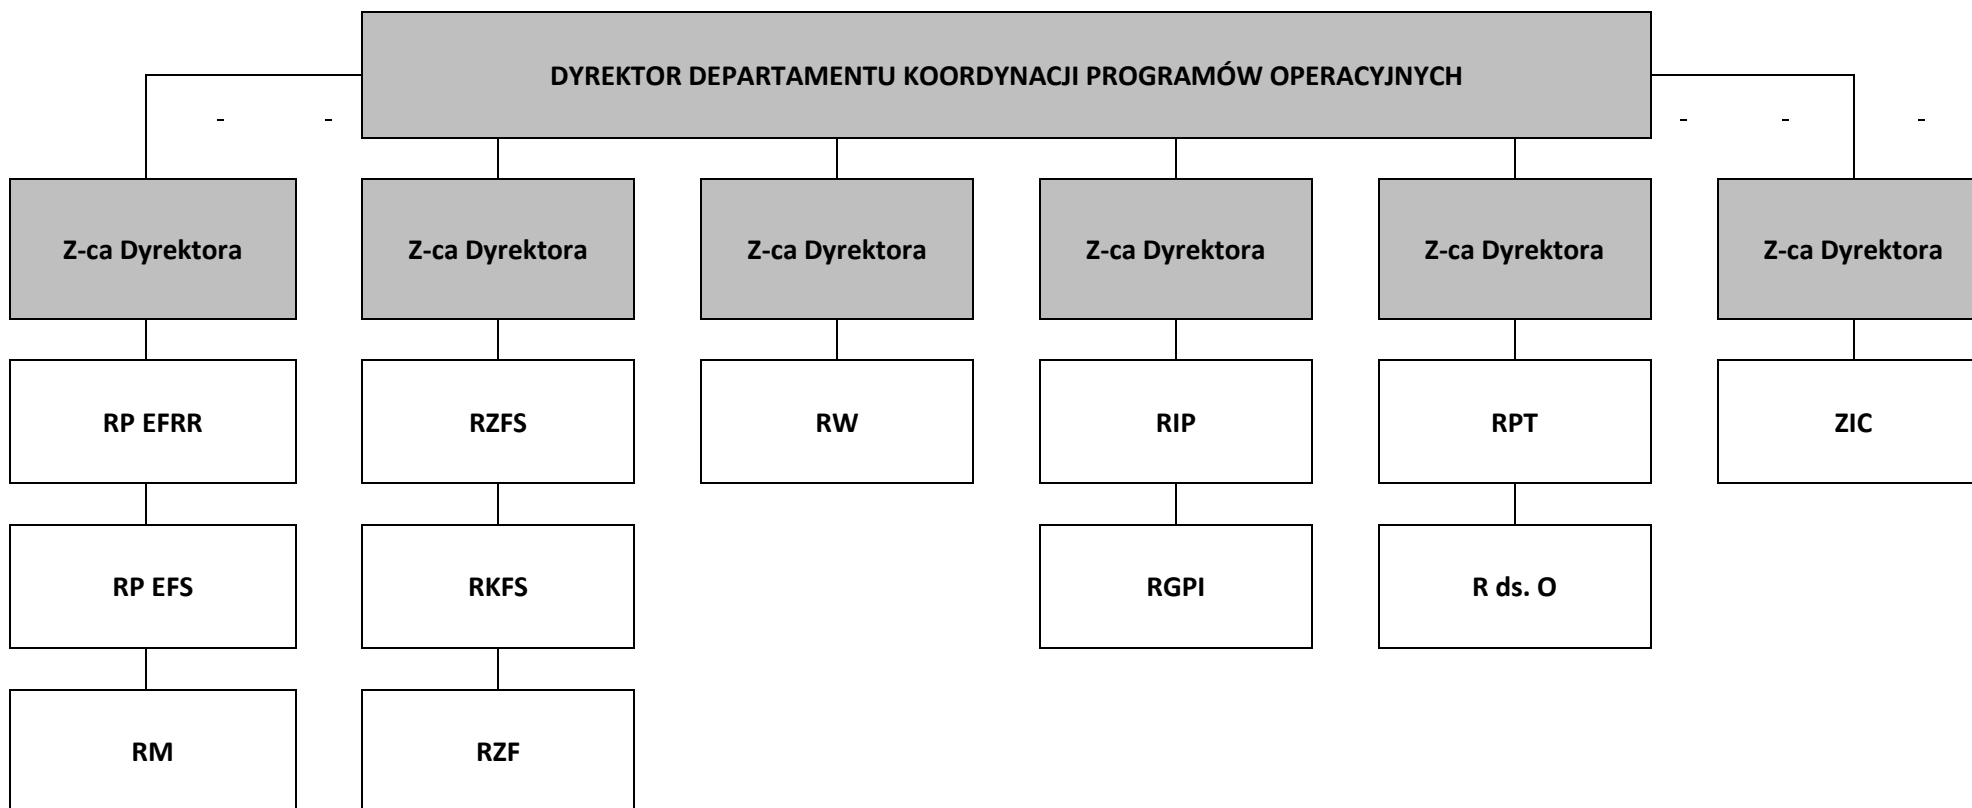 DYREKTOR DEPARTAMENTU KOORDYNACJI PROGRAMÓW OPERACYJNYCH
- - - - -
Z-ca Dyrektora Z-ca Dyrektora Z-ca Dyrektora Z-ca Dyrektora Z-ca Dyrektora Z-ca Dyrektora
RP EFRR RZFS RW RIP RPT ZIC
RP EFS RKFS RGPI R ds. O
RM RZF